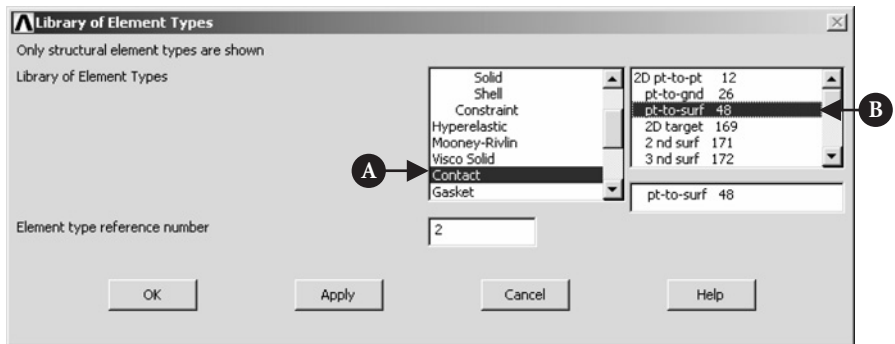 Library of Element Types
Only structural element types are shown
Library of Element Types
Solid
Shell
Constraint
Hyperelastic
Mooney-Rivlin
Visco Solid
Contact
Gasket
2D pt-to-pt 12
pt-to-gnd 26
pt-to-surf 48
2D target 169
2 nd surf 171
3 nd surf 172
pt-to-surf 48
A
B
Element type reference number
2
OK
Apply
Cancel
Help